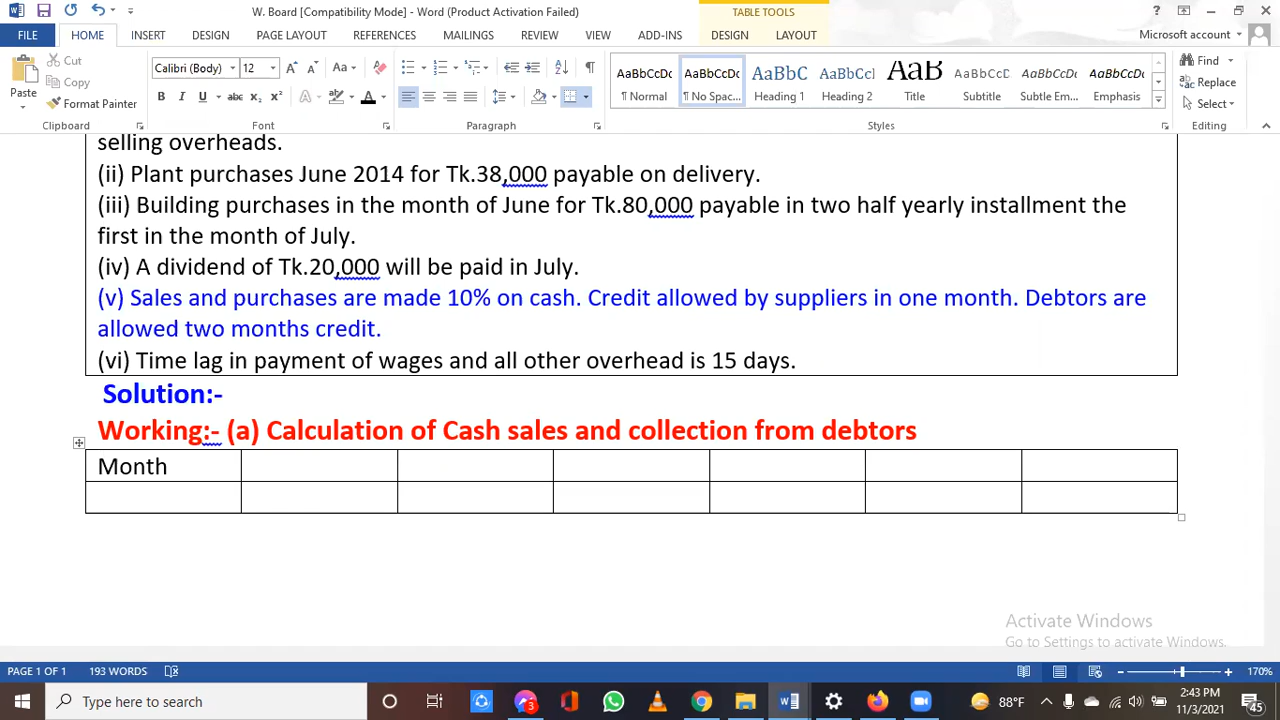 W. Board [Compatibility Mode] - Word (Product Activation Failed)
TABLE TOOLS
FILE HOME INSERT DESIGN PAGE LAYOUT REFERENCES MAILINGS REVIEW VIEW ADD-INS DESIGN LAYOUT Microsoft account
Paste
Cut
Copy
Format Painter
Clipboard
Calibri (Body) 12
Font
Paragraph
AaBbCcDc AaBbCcDc AaBbC AaBbCcI AaB AaBbCcD AaBbCcDc AaBbCcDc
¶ Normal ¶ No Spac... Heading 1 Heading 2 Title Subtitle Subtle Em... Emphasis
Styles
Find
Replace
Select
Editing
selling overheads.
(ii) Plant purchases June 2014 for Tk.38,000 payable on delivery.
(iii) Building purchases in the month of June for Tk.80,000 payable in two half yearly installment the
first in the month of July.
(iv) A dividend of Tk.20,000 will be paid in July.
(v) Sales and purchases are made 10% on cash. Credit allowed by suppliers in one month. Debtors are
allowed two months credit.
(vi) Time lag in payment of wages and all other overhead is 15 days.
Solution:-
Working:- (a) Calculation of Cash sales and collection from debtors
Month
Activate Windows
Go to Settings to activate Windows.
PAGE 1 OF 1 193 WORDS 170%
Type here to search
3
88°F
2:43 PM
11/3/2021
45